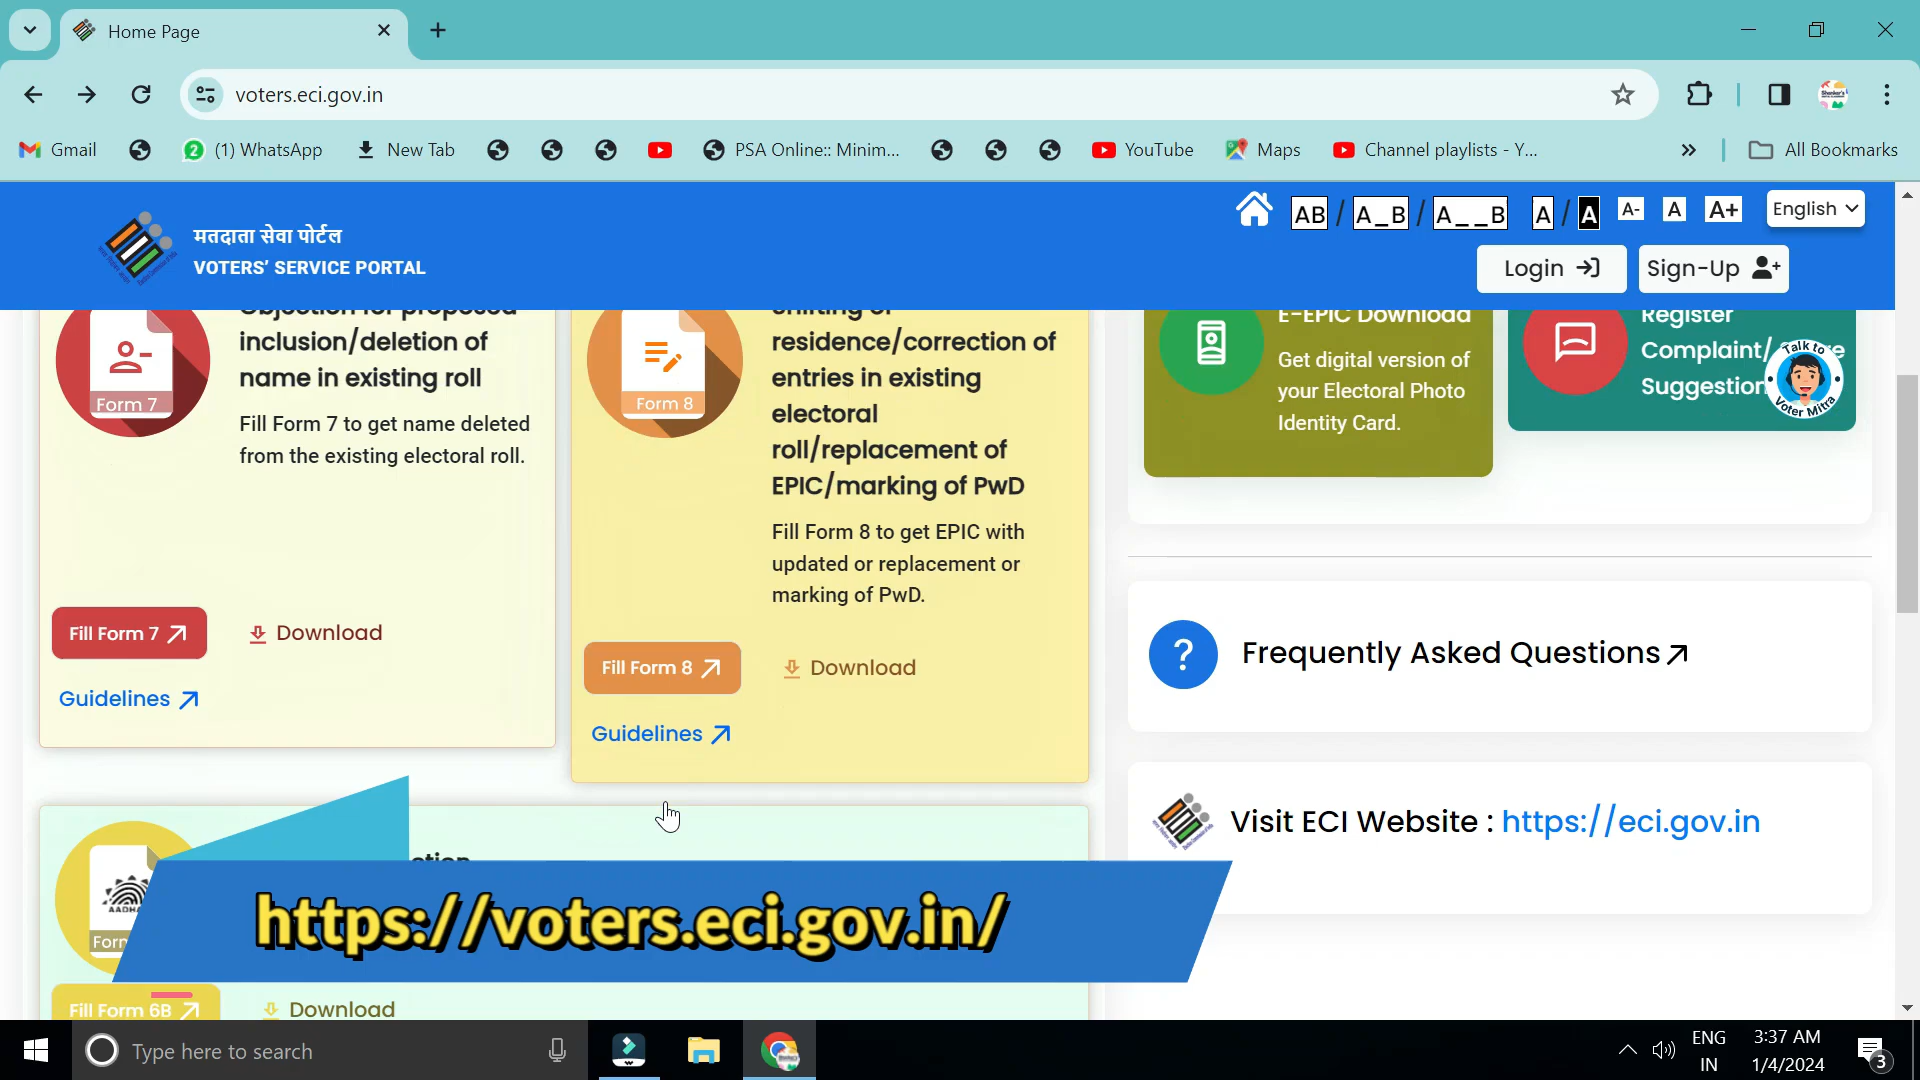 Home Page
voters.eci.gov.in
Gmail
(1) WhatsApp
New Tab
PSA Online:: Minim...
YouTube
Maps
Channel playlists - Y...
All Bookmarks
मतदाता सेवा पोर्टल
VOTERS' SERVICE PORTAL
AB / A_B / A__B A / A A- A A+ English
Login
Sign-Up
Objection for proposed
inclusion/deletion of
name in existing roll
Form 7
Fill Form 7 to get name deleted
from the existing electoral roll.
Fill Form 7
Download
Guidelines
Shifting of
residence/correction of
entries in existing
electoral
roll/replacement of
EPIC/marking of PwD
Form 8
Fill Form 8 to get EPIC with
updated or replacement or
marking of PwD.
Fill Form 8
Download
Guidelines
E-EPIC Download
Get digital version of
your Electoral Photo
Identity Card.
Register
Complaint/
Suggestion
Talk to
Voter Mitra
? Frequently Asked Questions
Visit ECI Website : https://eci.gov.in
https://voters.eci.gov.in/
Fill Form 6B
Download
Type here to search
ENG
IN
3:37 AM
1/4/2024
3